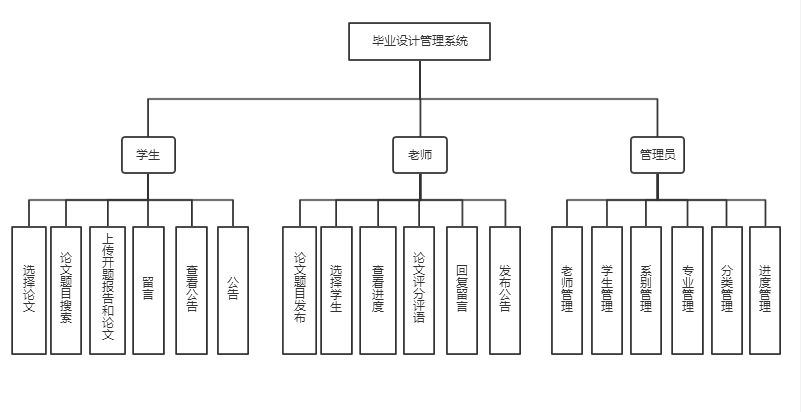 毕业设计管理系统
学生
老师
管理员
选择论文
论文题目搜索
上传开题报告和论文
留言
查看公告
公告
论文题目发布
选择学生
查看进度
论文评分评语
回复留言
发布公告
老师管理
学生管理
系别管理
专业管理
分类管理
进度管理